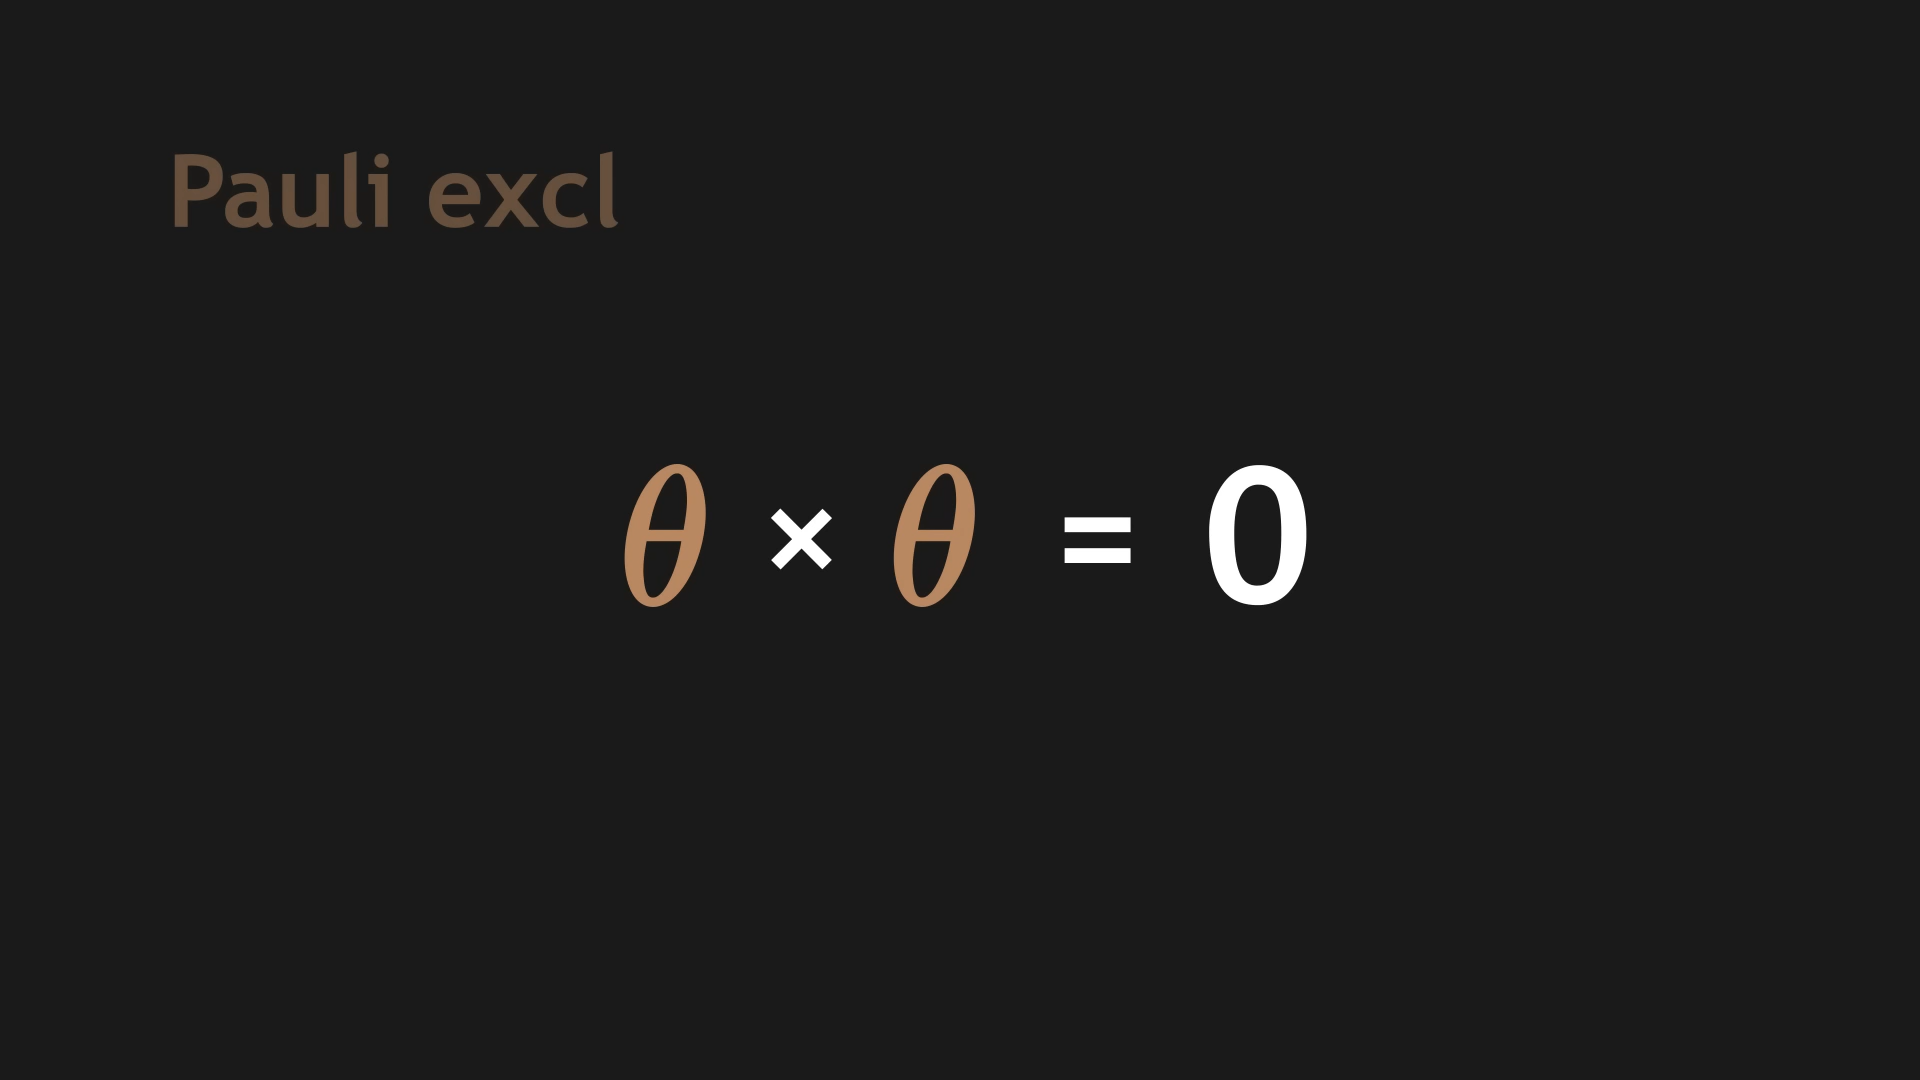 Pauli excl
θ × θ = 0